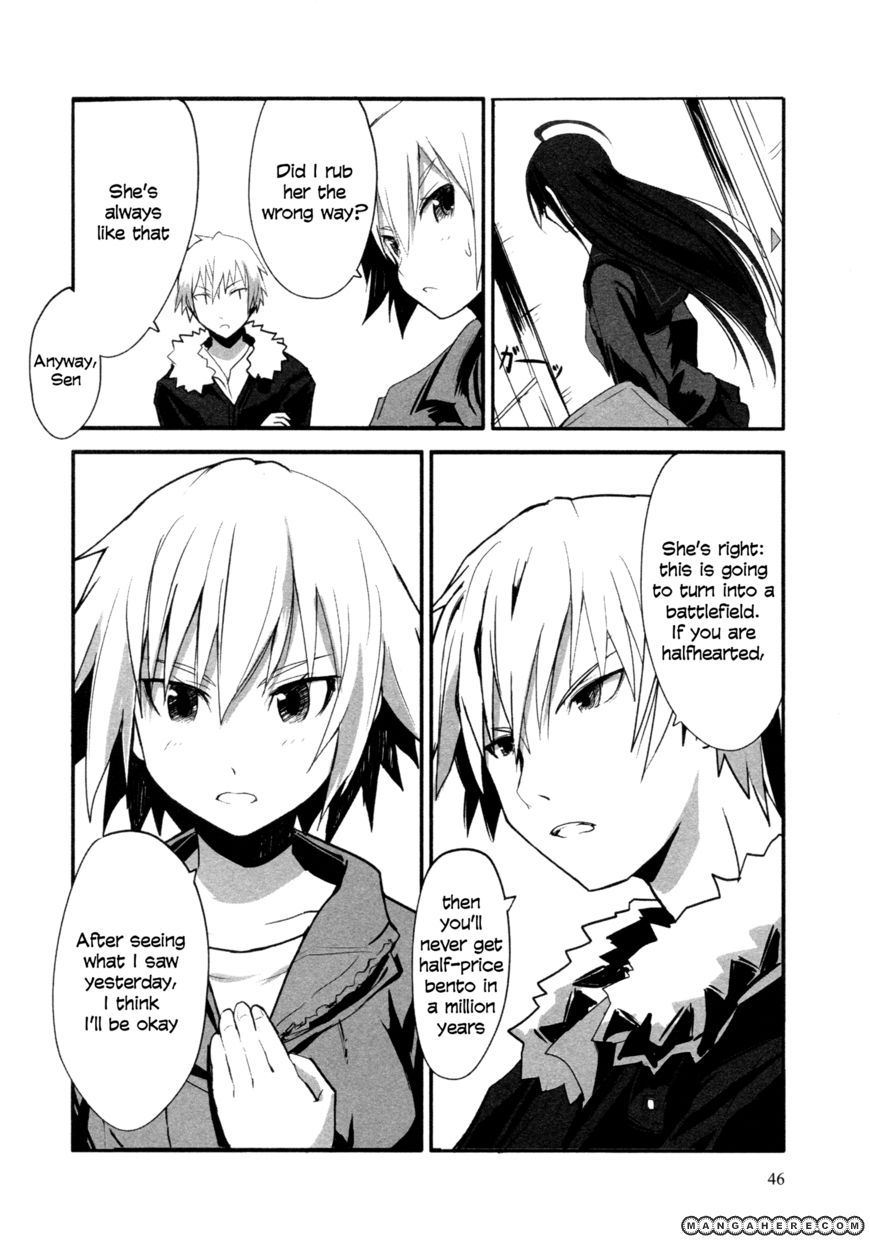 ガーッ
Did I rub
her the
wrong way?
She's
always
like that
Anyway,
Sen
She's right:
this is going
to turn into a
battlefield.
If you are
halfhearted,
then
you'll
never get
half-price
bento in
a million
years
After seeing
what I saw
yesterday,
I think
I'll be okay
46
MANGAHERE.COM